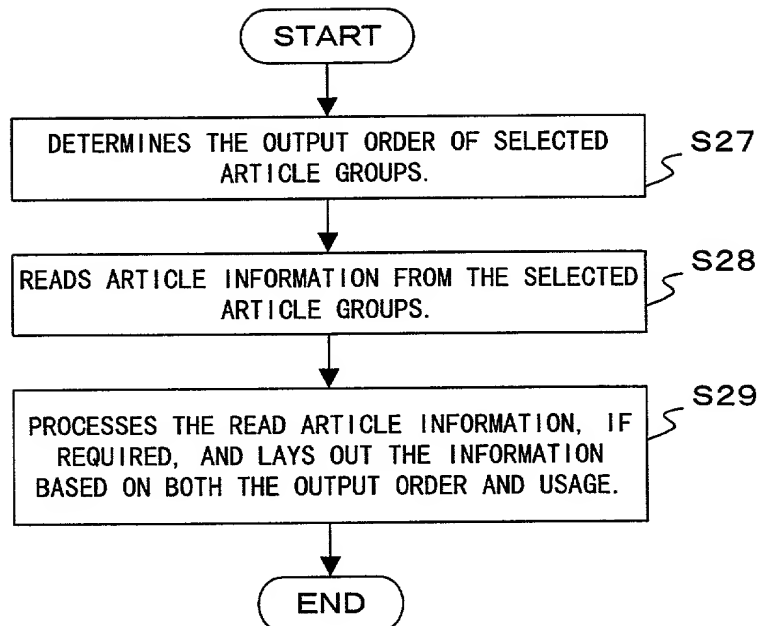 START
DETERMINES THE OUTPUT ORDER OF SELECTED
ARTICLE GROUPS.
S27
READS ARTICLE INFORMATION FROM THE SELECTED
ARTICLE GROUPS.
S28
PROCESSES THE READ ARTICLE INFORMATION, IF
REQUIRED, AND LAYS OUT THE INFORMATION
BASED ON BOTH THE OUTPUT ORDER AND USAGE.
S29
END